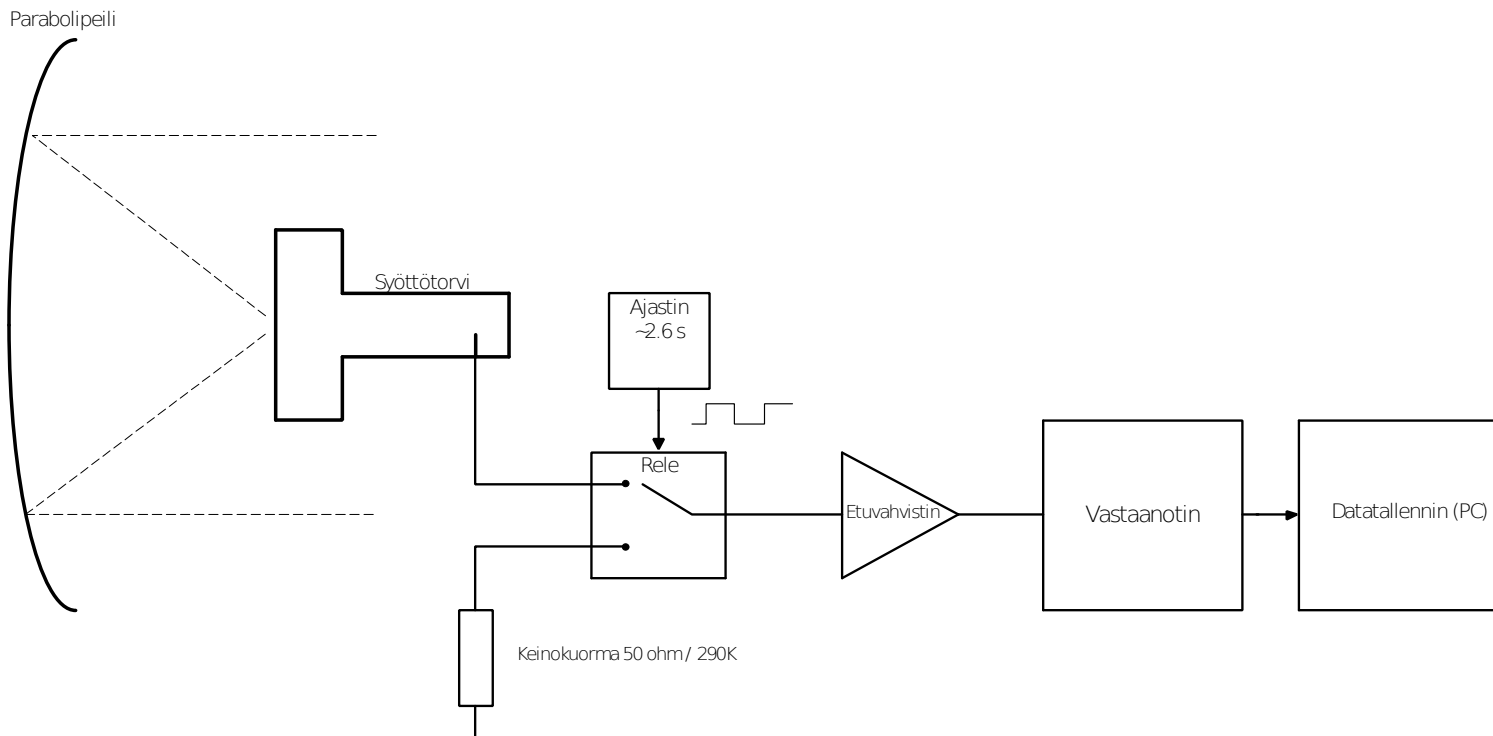 Parabolipeili
Syöttötorvi
Ajastin
~2.6 s
Rele
Etuvahvistin
Vastaanotin
Datatallennin (PC)
Keinokuorma 50 ohm / 290K